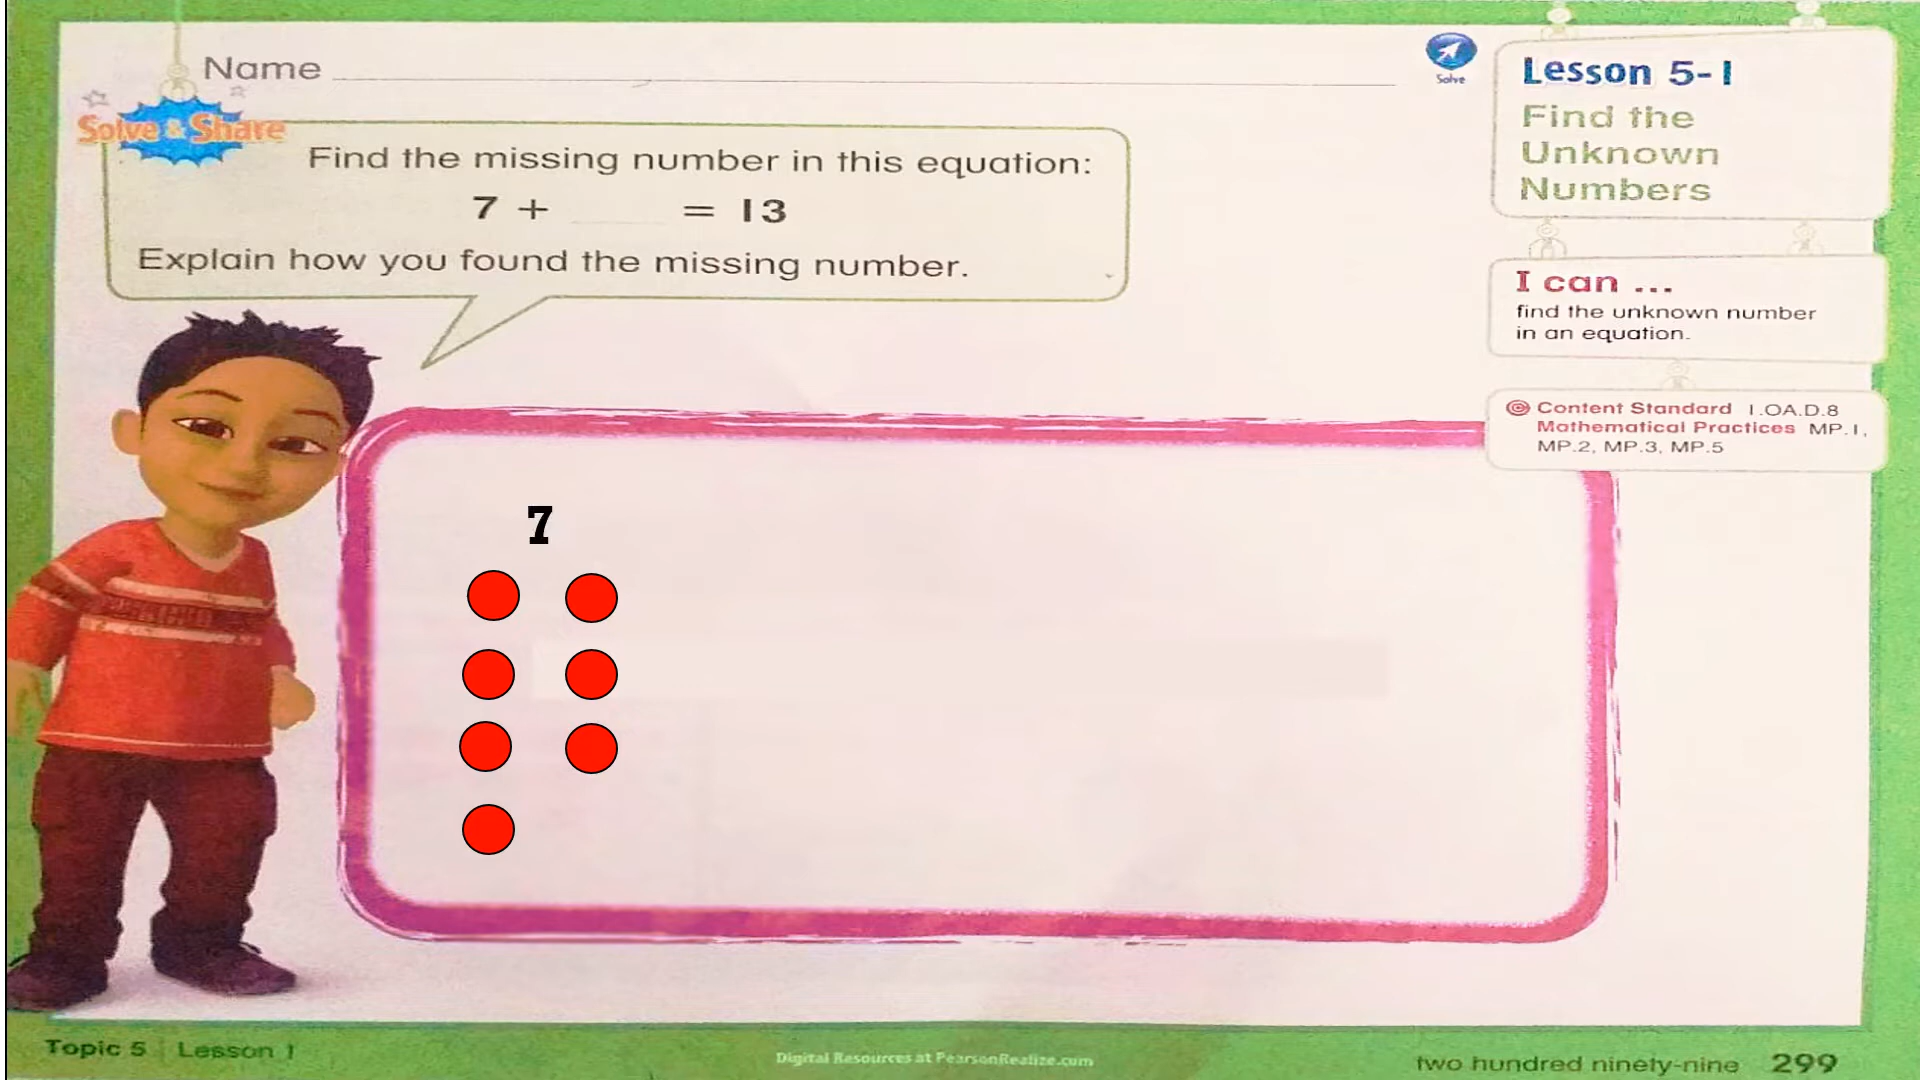 Name
Solve
Solve & Share
Find the missing number in this equation:
7 + = 13
Explain how you found the missing number.
Lesson 5-1
Find the
Unknown
Numbers
I can ...
find the unknown number
in an equation.
Content Standard 1.OA.D.8
Mathematical Practices MP.1,
MP.2, MP.3, MP.5
7
Topic 5 | Lesson 1
Digital Resources at PearsonRealize.com
two hundred ninety-nine 299